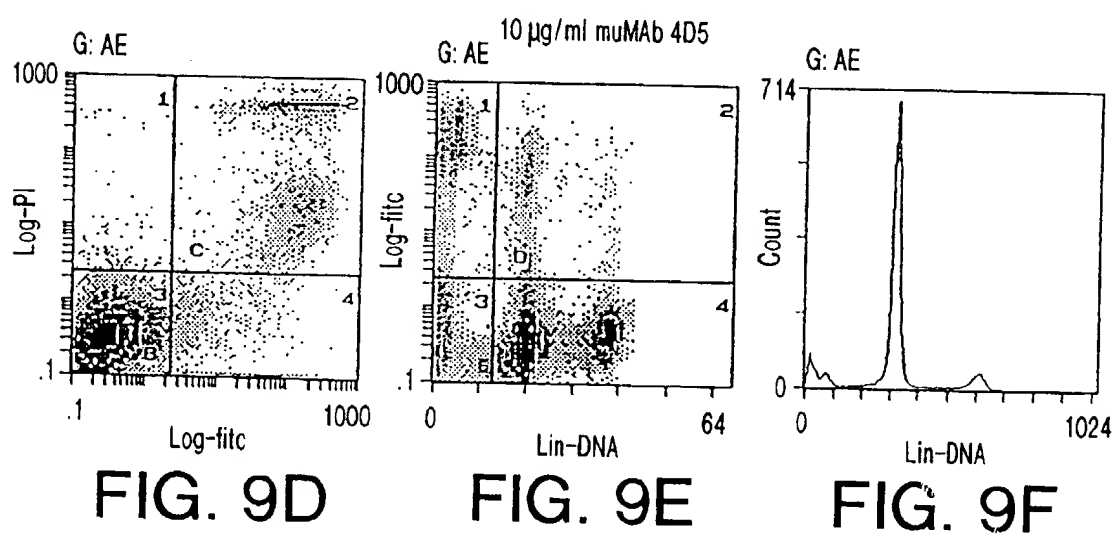 10 µg/ml muMAb 4D5
G: AE
1000
Log-PI
.1
1
2
C
3
4
B
.1
1000
Log-fitc
FIG. 9D
G: AE
1000
Log-fitc
.1
1
2
D
3
4
E
0
64
Lin-DNA
FIG. 9E
G: AE
714
Count
0
0
1024
Lin-DNA
FIG. 9F